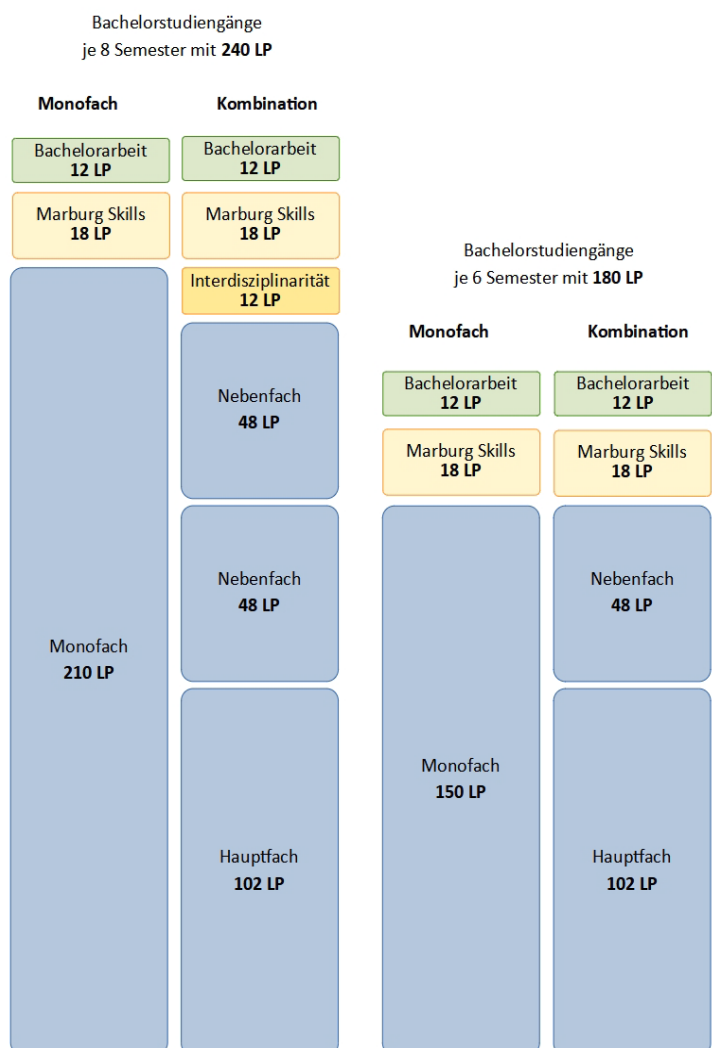 Bachelorstudiengänge
je 8 Semester mit 240 LP
Monofach
Kombination
Bachelorarbeit
12 LP
Bachelorarbeit
12 LP
Marburg Skills
18 LP
Marburg Skills
18 LP
Interdisziplinarität
12 LP
Nebenfach
48 LP
Nebenfach
48 LP
Monofach
210 LP
Hauptfach
102 LP
Bachelorstudiengänge
je 6 Semester mit 180 LP
Monofach
Kombination
Bachelorarbeit
12 LP
Bachelorarbeit
12 LP
Marburg Skills
18 LP
Marburg Skills
18 LP
Nebenfach
48 LP
Monofach
150 LP
Hauptfach
102 LP